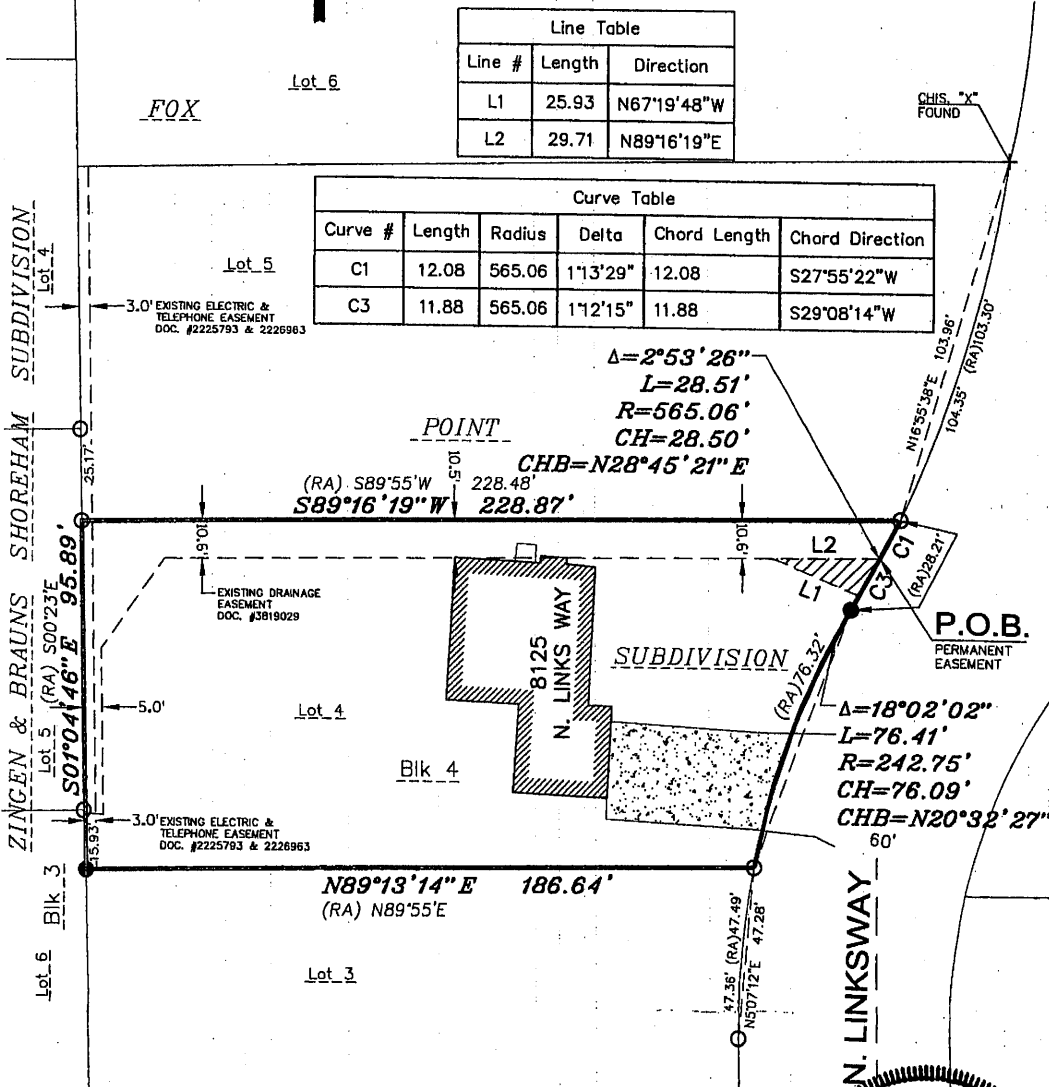 Line Table
Line # Length Direction
L1 25.93 N67°19'48"W
L2 29.71 N89°16'19"E
Lot 6
FOX
CHIS. "X"
FOUND
Curve Table
Curve # Length Radius Delta Chord Length Chord Direction
C1 12.08 565.06 1°13'29" 12.08 S27°55'22"W
C3 11.88 565.06 1°12'15" 11.88 S29°08'14"W
Lot 4
Lot 5
3.0' EXISTING ELECTRIC &
TELEPHONE EASEMENT
DOC. #2225793 & 2226963
ZINGEN & BRAUNS SHOREHAM SUBDIVISION
N16°55'38"E 103.96'
104.35' (RA)103.30'
Δ=2°53'26"
L=28.51'
R=565.06'
CH=28.50'
CHB=N28°45'21"E
POINT
25.17'
10.5'
(RA) S89°55'W 228.48'
S89°16'19"W 228.87'
10.6'
10.6'
L2
C1
L1
C3
(RA)28.21'
EXISTING DRAINAGE
EASEMENT
DOC. #3819029
P.O.B.
PERMANENT
EASEMENT
(RA) S00°23'E
S01°04'46"E 95.89'
8125
N. LINKS WAY
SUBDIVISION
(RA)76.32'
5.0'
Lot 4
Lot 5
Blk 4
Δ=18°02'02"
L=76.41'
R=242.75'
CH=76.09'
CHB=N20°32'27"
60'
3.0' EXISTING ELECTRIC &
TELEPHONE EASEMENT
DOC. #2225793 & 2226963
15.93'
N89°13'14"E 186.64'
(RA) N89°55'E
Blk 3
Lot 6
Lot 3
47.36' (RA)47.49'
N5°07'12"E 47.28'
N. LINKSWAY